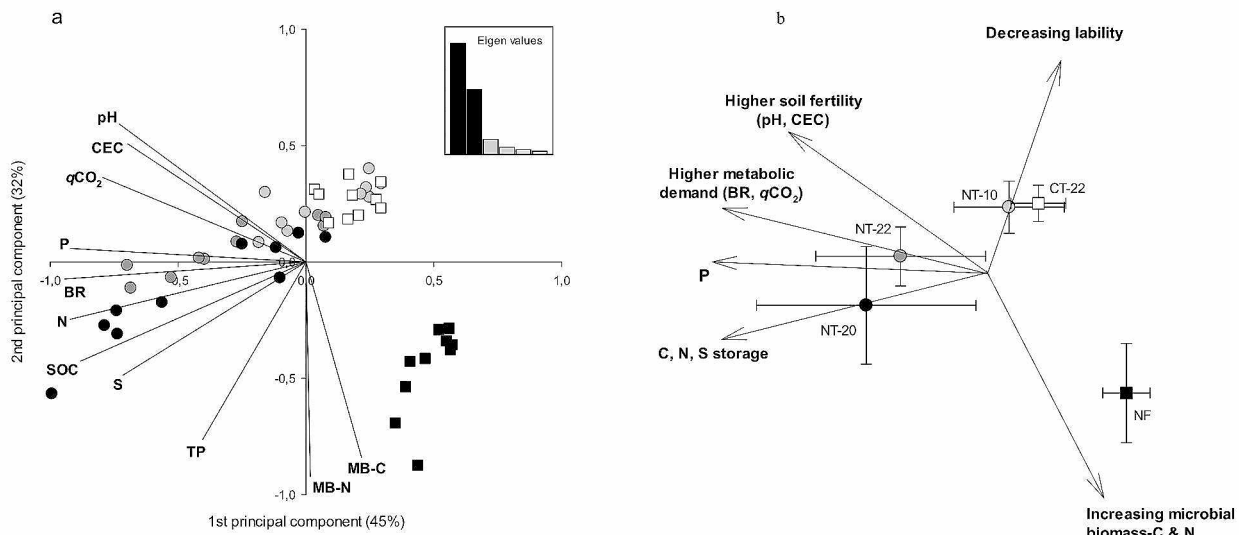 a
1,0
Eigen values
0,5
pH
CEC
qCO2
P
-1,0
-0,5
0,0
0,0
0,5
1,0
BR
N
SOC
S
TP
MB-C
MB-N
-0,5
-1,0
2nd principal component (32%)
1st principal component (45%)
b
Decreasing lability
Higher soil fertility
(pH, CEC)
Higher metabolic
demand (BR, qCO2)
NT-10
CT-22
NT-22
P
NT-20
C, N, S storage
NF
Increasing microbial
biomass-C & N